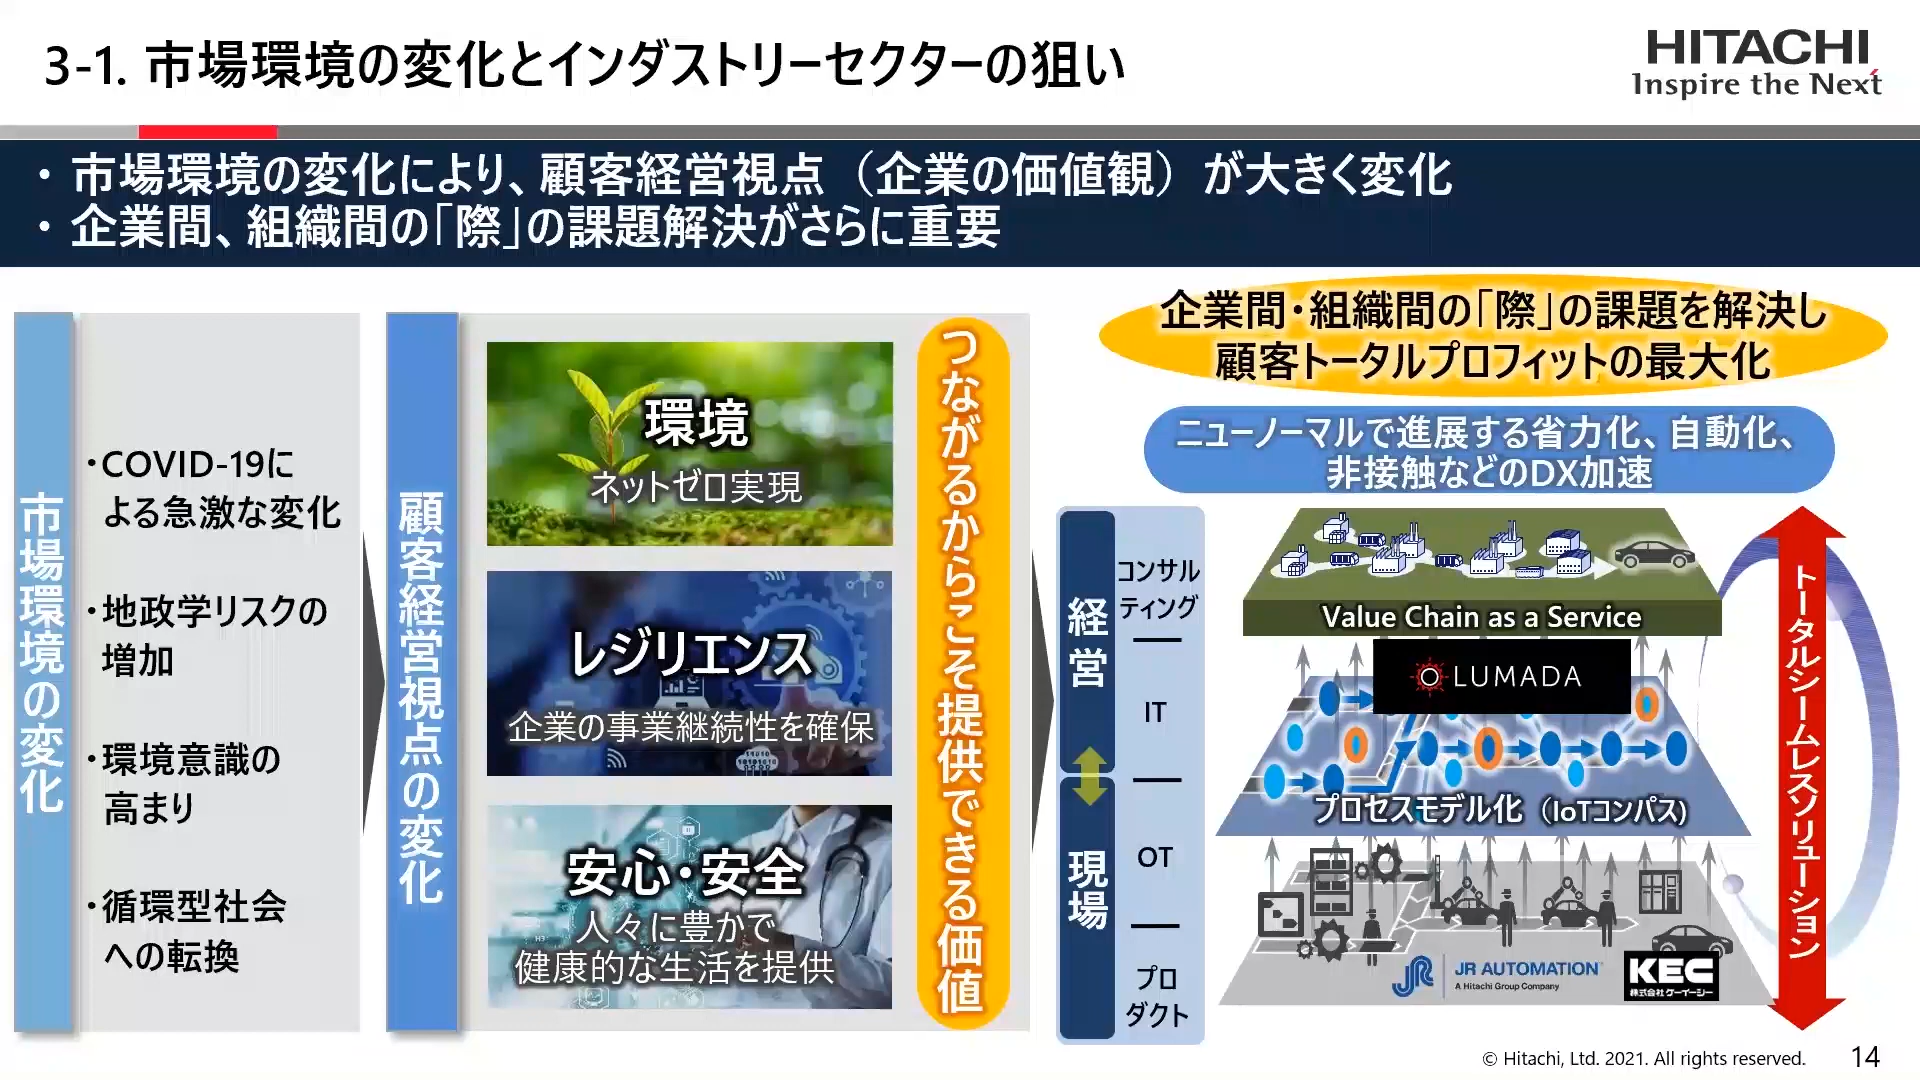 3-1. 市場環境の変化とインダストリーセクターの狙い
HITACHI
Inspire the Next
・ 市場環境の変化により、顧客経営視点（企業の価値観）が大きく変化
・ 企業間、組織間の「際」の課題解決がさらに重要
市場環境の変化
・COVID-19に
よる急激な変化
・地政学リスクの
増加
・環境意識の
高まり
・循環型社会
への転換
顧客経営視点の変化
環境
ネットゼロ実現
レジリエンス
企業の事業継続性を確保
安心・安全
人々に豊かで
健康的な生活を提供
つながるからこそ提供できる価値
企業間・組織間の「際」の課題を解決し
顧客トータルプロフィットの最大化
ニューノーマルで進展する省力化、自動化、
非接触などのDX加速
経営
現場
コンサル
ティング
IT
OT
プロ
ダクト
Value Chain as a Service
LUMADA
プロセスモデル化（IoTコンパス)
JR AUTOMATION
A Hitachi Group Company
KEC
株式会社 ケーイーシー
トータルシームレスソリューション
© Hitachi, Ltd. 2021. All rights reserved.
14